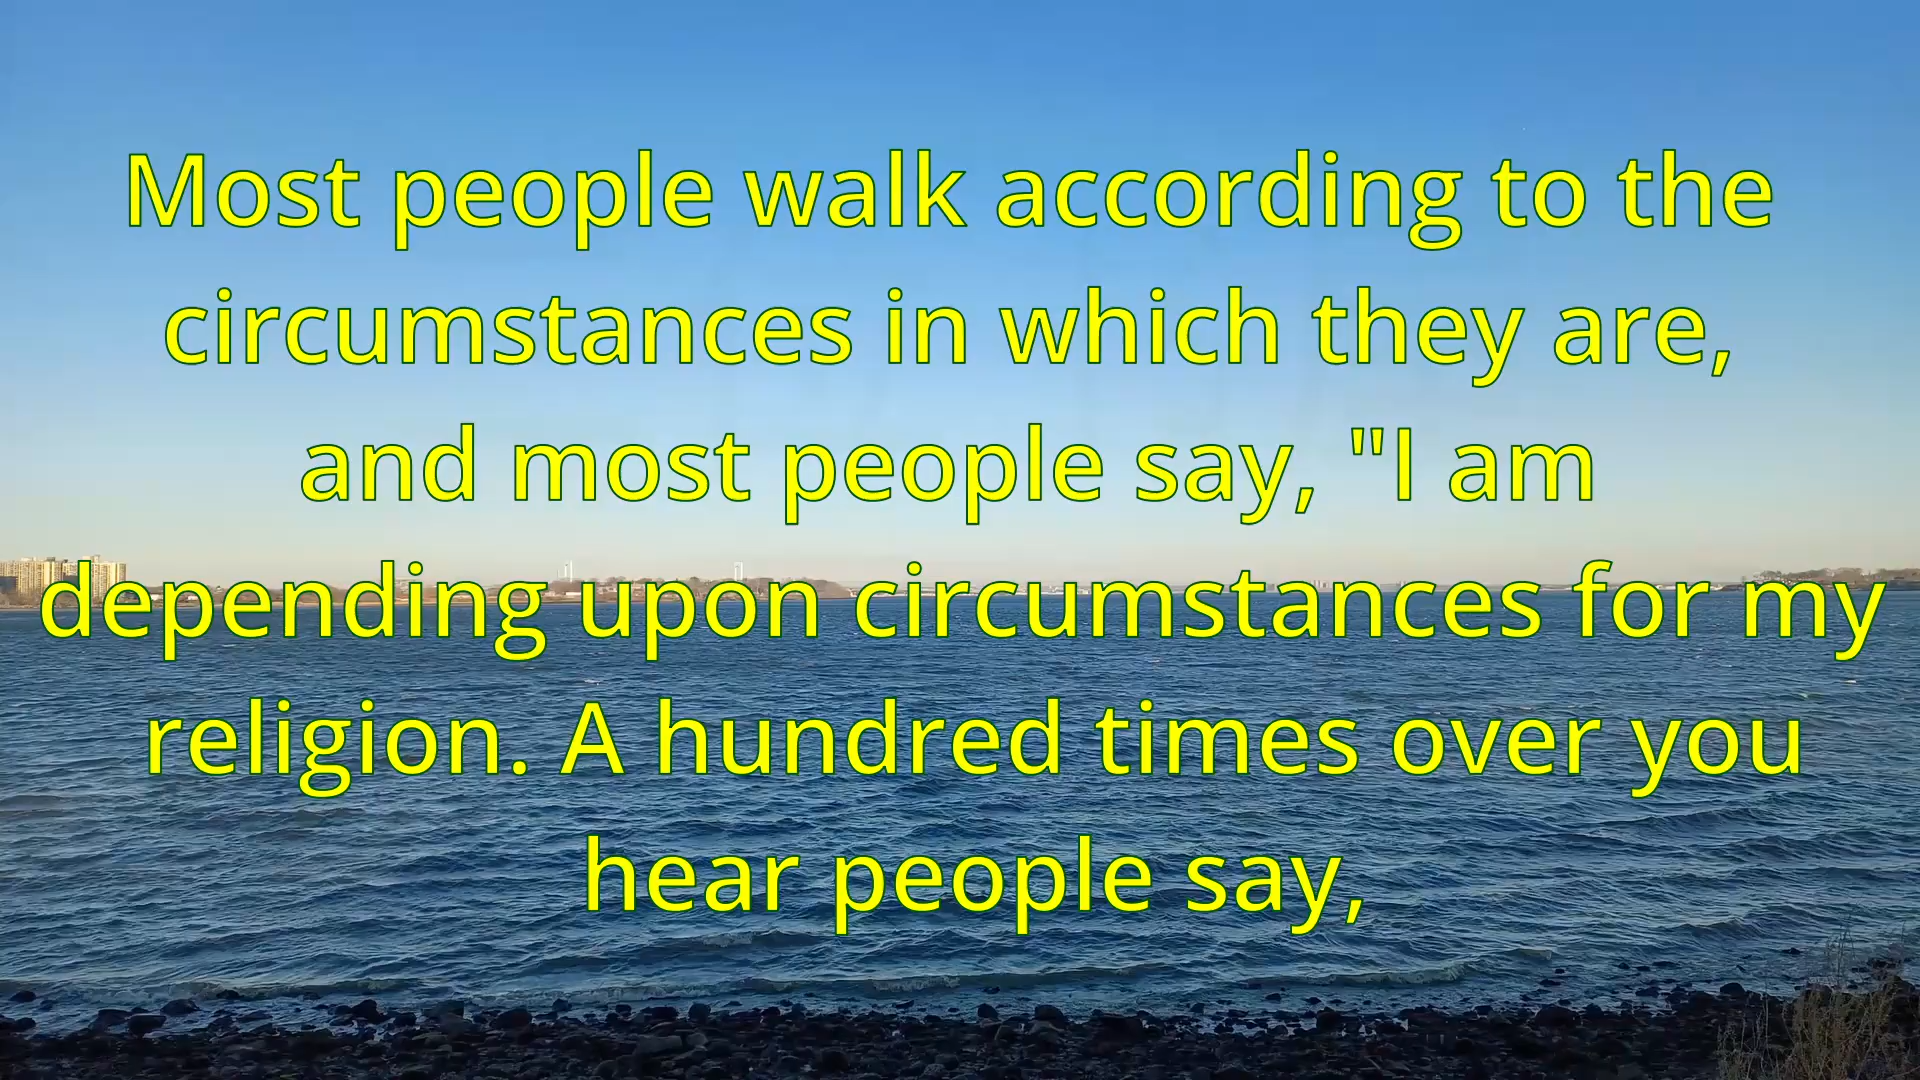 Most people walk according to the
circumstances in which they are,
and most people say, "I am
depending upon circumstances for my
religion. A hundred times over you
hear people say,